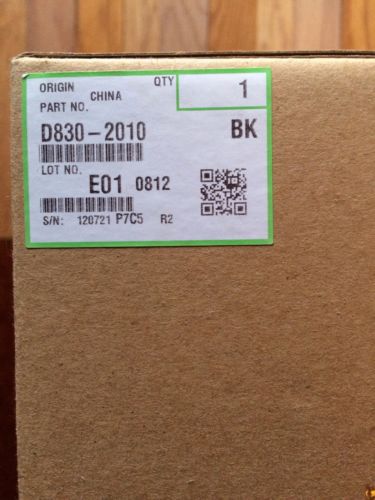 ORIGIN CHINA QTY 1
PART NO.
D830-2010 BK
LOT NO.
E01 0812
S/N: 120721 P7C5 R2